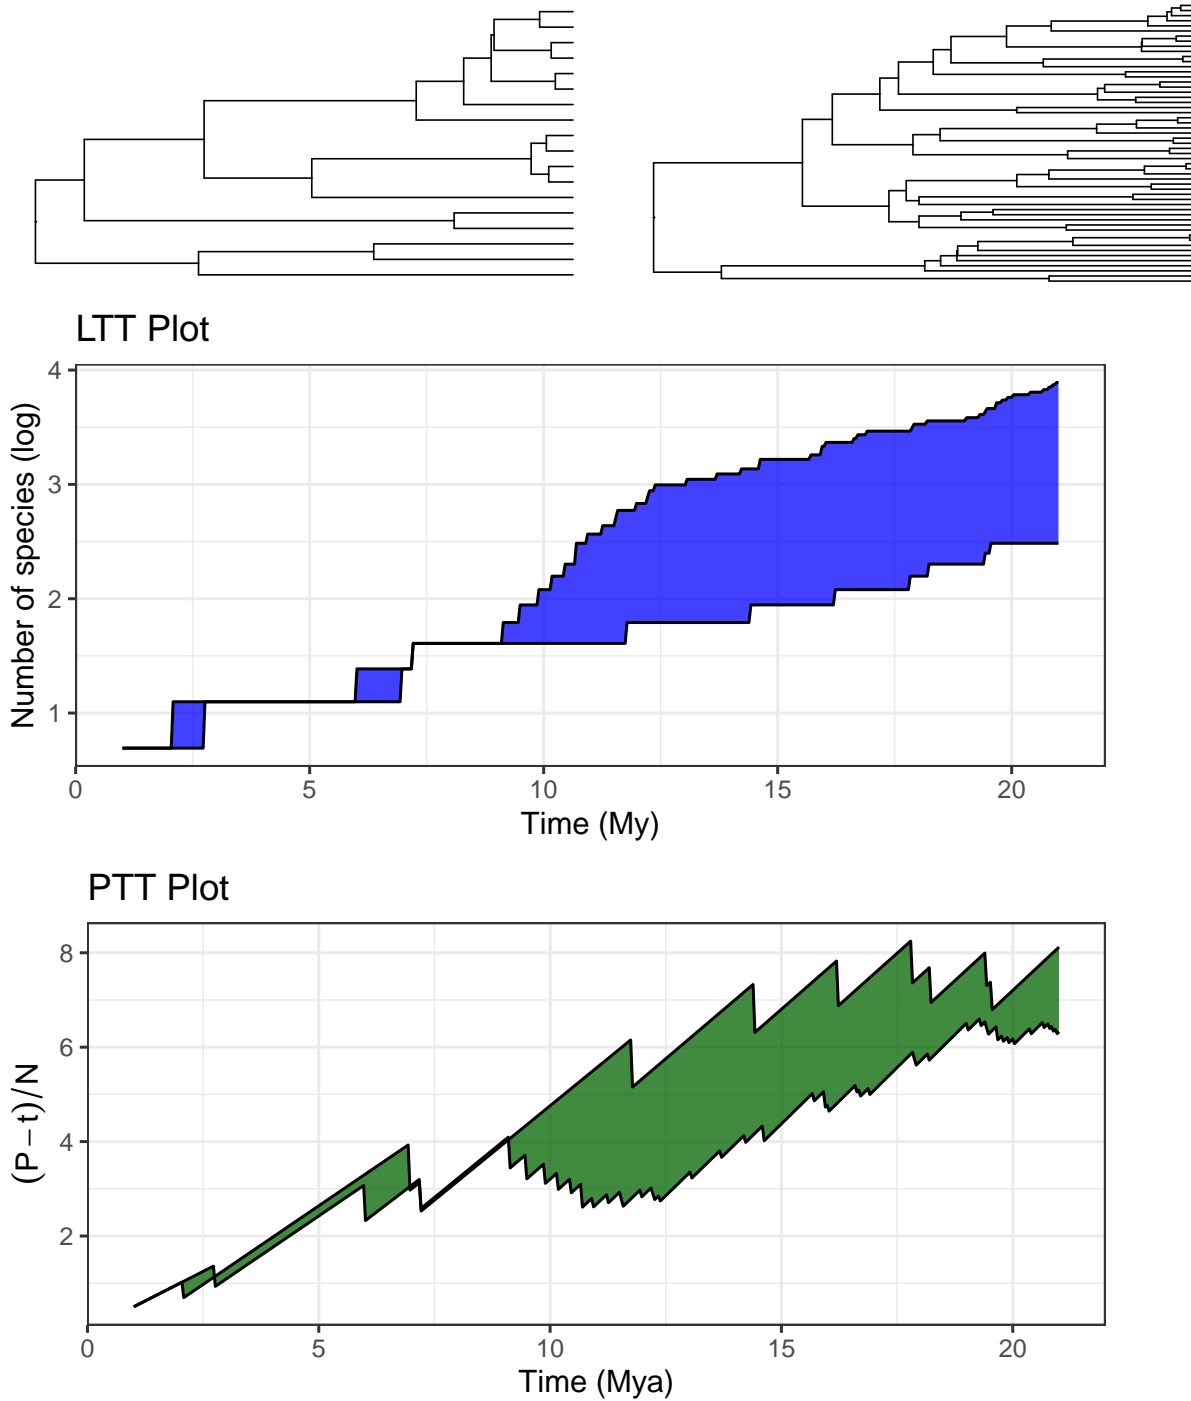 LTT Plot
Number of species (log)
4
3
2
1
0 5 10 15 20
Time (My)
PTT Plot
(P − t)/N
8
6
4
2
0 5 10 15 20
Time (Mya)